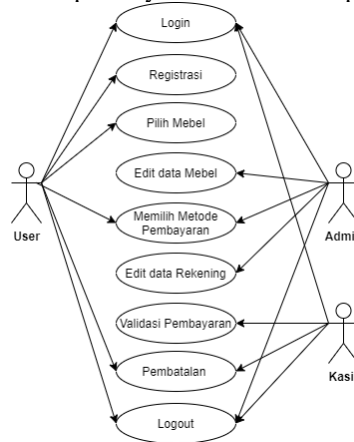 Login
Registrasi
Pilih Mebel
Edit data Mebel
User
Memilih Metode
Pembayaran
Admi
Edit data Rekening
Validasi Pembayaran
Pembatalan
Kasi
Logout